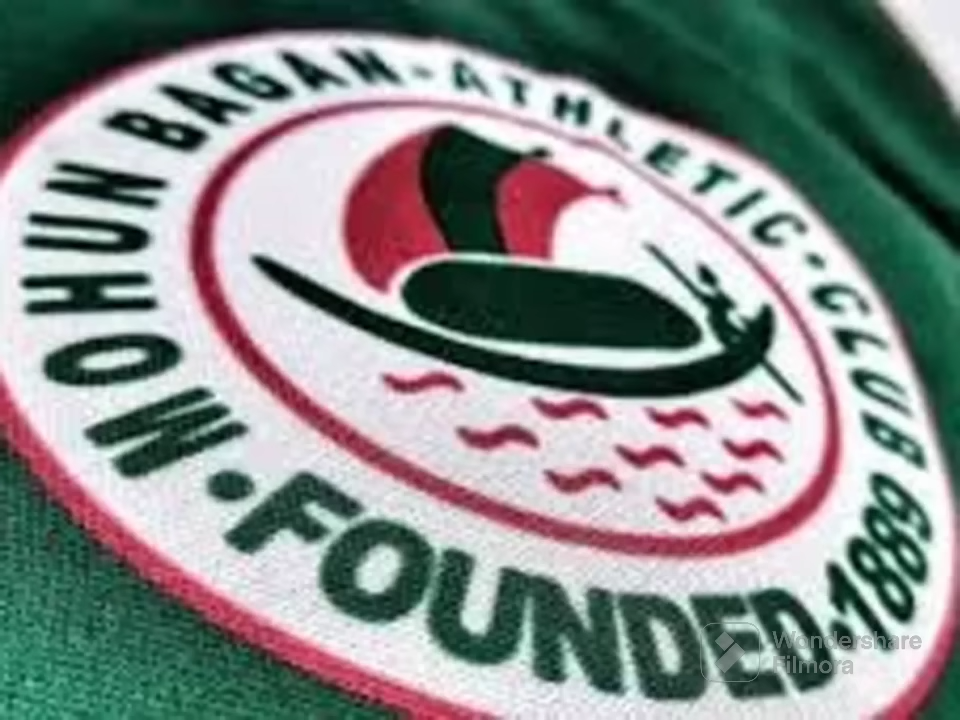 MOHUN BAGAN - ATHLETIC • CLUB
• FOUNDED • 1889
Wondershare
Filmora